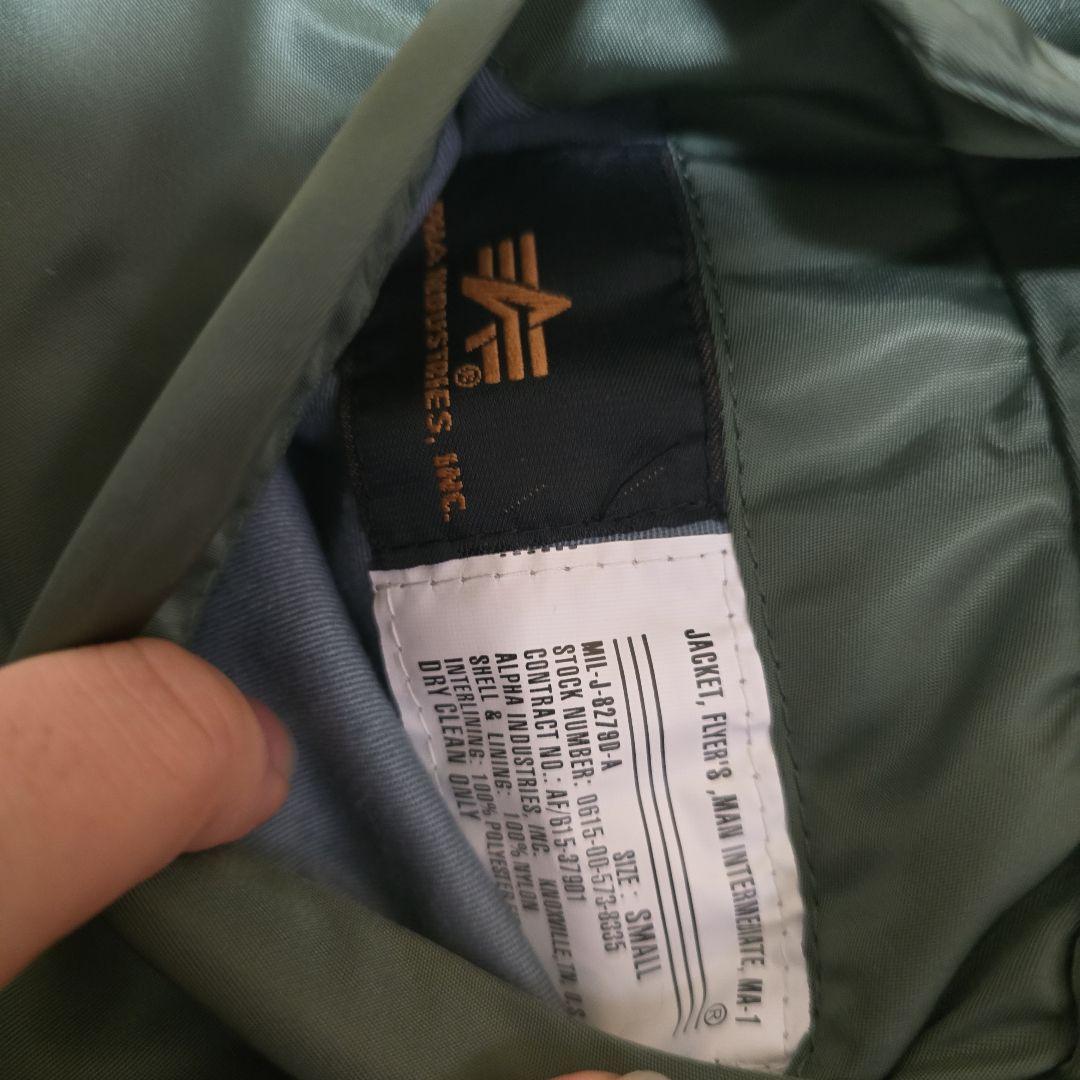 INDUSTRIES, INC.
®
JACKET, FLYER'S ,MAN INTERMEDIATE, MA-1
®
SIZE: SMALL
MIL-J-82790-A
STOCK NUMBER: 0615-00-573-8335
CONTRACT NO.: AF/B15-37901
ALPHA INDUSTRIES, INC. KNOXVILLE, TN. U.S
SHELL & LINING: 100% NYLON
INTERLINING: 100% POLYESTER
DRY CLEAN ONLY